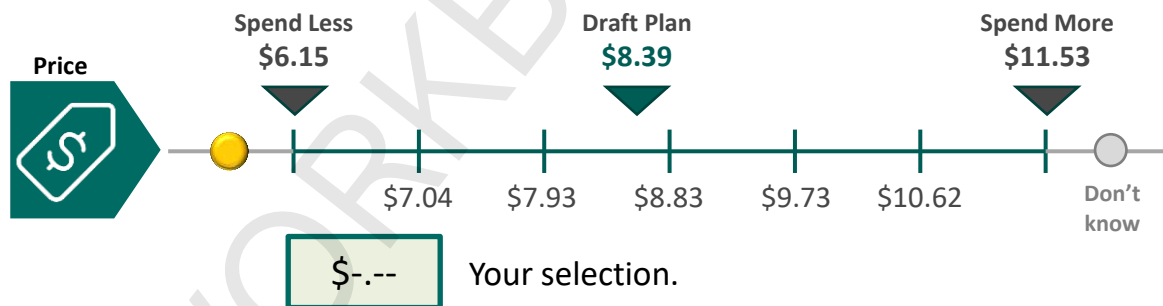 Spend Less
$6.15
Draft Plan
$8.39
Spend More
$11.53
Price
$
$7.04
$7.93
$8.83
$9.73
$10.62
Don't
know
$-.--
Your selection.